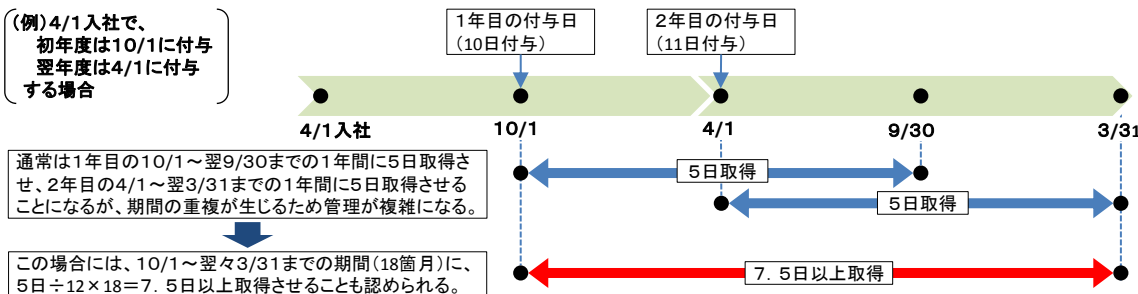 (例)4/1入社で、
初年度は10/1に付与
翌年度は4/1に付与
する場合
1年目の付与日
(10日付与)
2年目の付与日
(11日付与)
4/1入社
10/1
4/1
9/30
3/31
通常は1年目の10/1~翌9/30までの1年間に5日取得さ
せ、2年目の4/1~翌3/31までの1年間に5日取得させる
ことになるが、期間の重複が生じるため管理が複雑になる。
5日取得
5日取得
この場合には、10/1~翌々3/31までの期間(18箇月)に、
5日÷12×18=7.5日以上取得させることも認められる。
7.5日以上取得